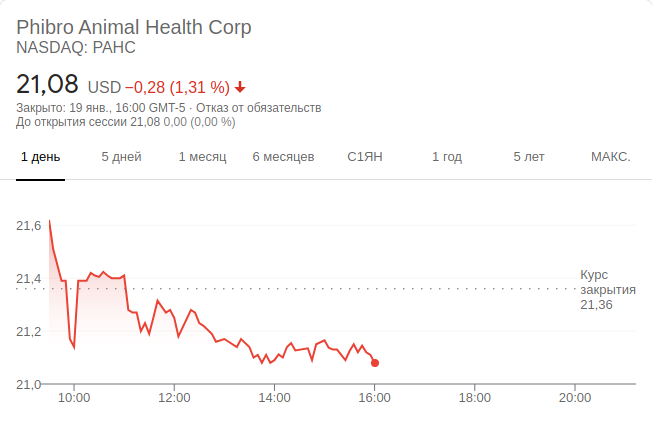 Phibro Animal Health Corp
NASDAQ: PAHC
21,08 USD −0,28 (1,31 %)
Закрыто: 19 янв., 16:00 GMT-5 · Отказ от обязательств
До открытия сессии 21,08 0,00 (0,00 %)
1 день 5 дней 1 месяц 6 месяцев С1ЯН 1 год 5 лет МАКС.
21,6
21,4
Курс
закрытия
21,36
21,2
21,0
10:00 12:00 14:00 16:00 18:00 20:00